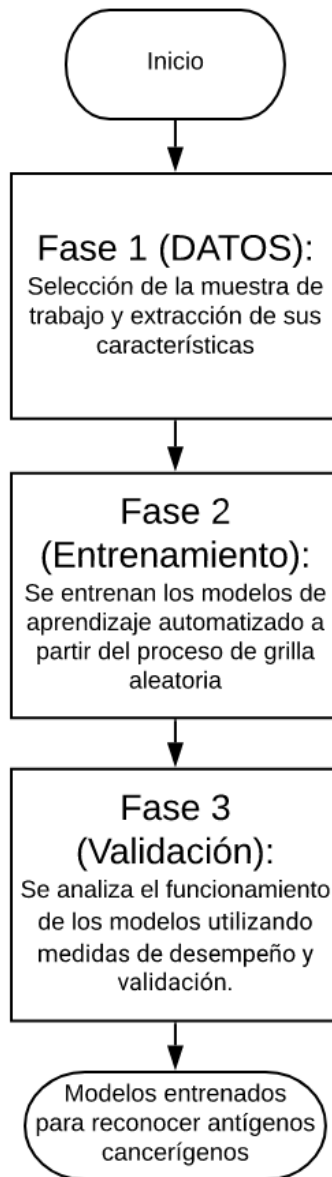 Inicio
Fase 1 (DATOS):
Selección de la muestra de
trabajo y extracción de sus
características
Fase 2
(Entrenamiento):
Se entrenan los modelos de
aprendizaje automatizado a
partir del proceso de grilla
aleatoria
Fase 3
(Validación):
Se analiza el funcionamiento
de los modelos utilizando
medidas de desempeño y
validación.
Modelos entrenados
para reconocer antígenos
cancerígenos